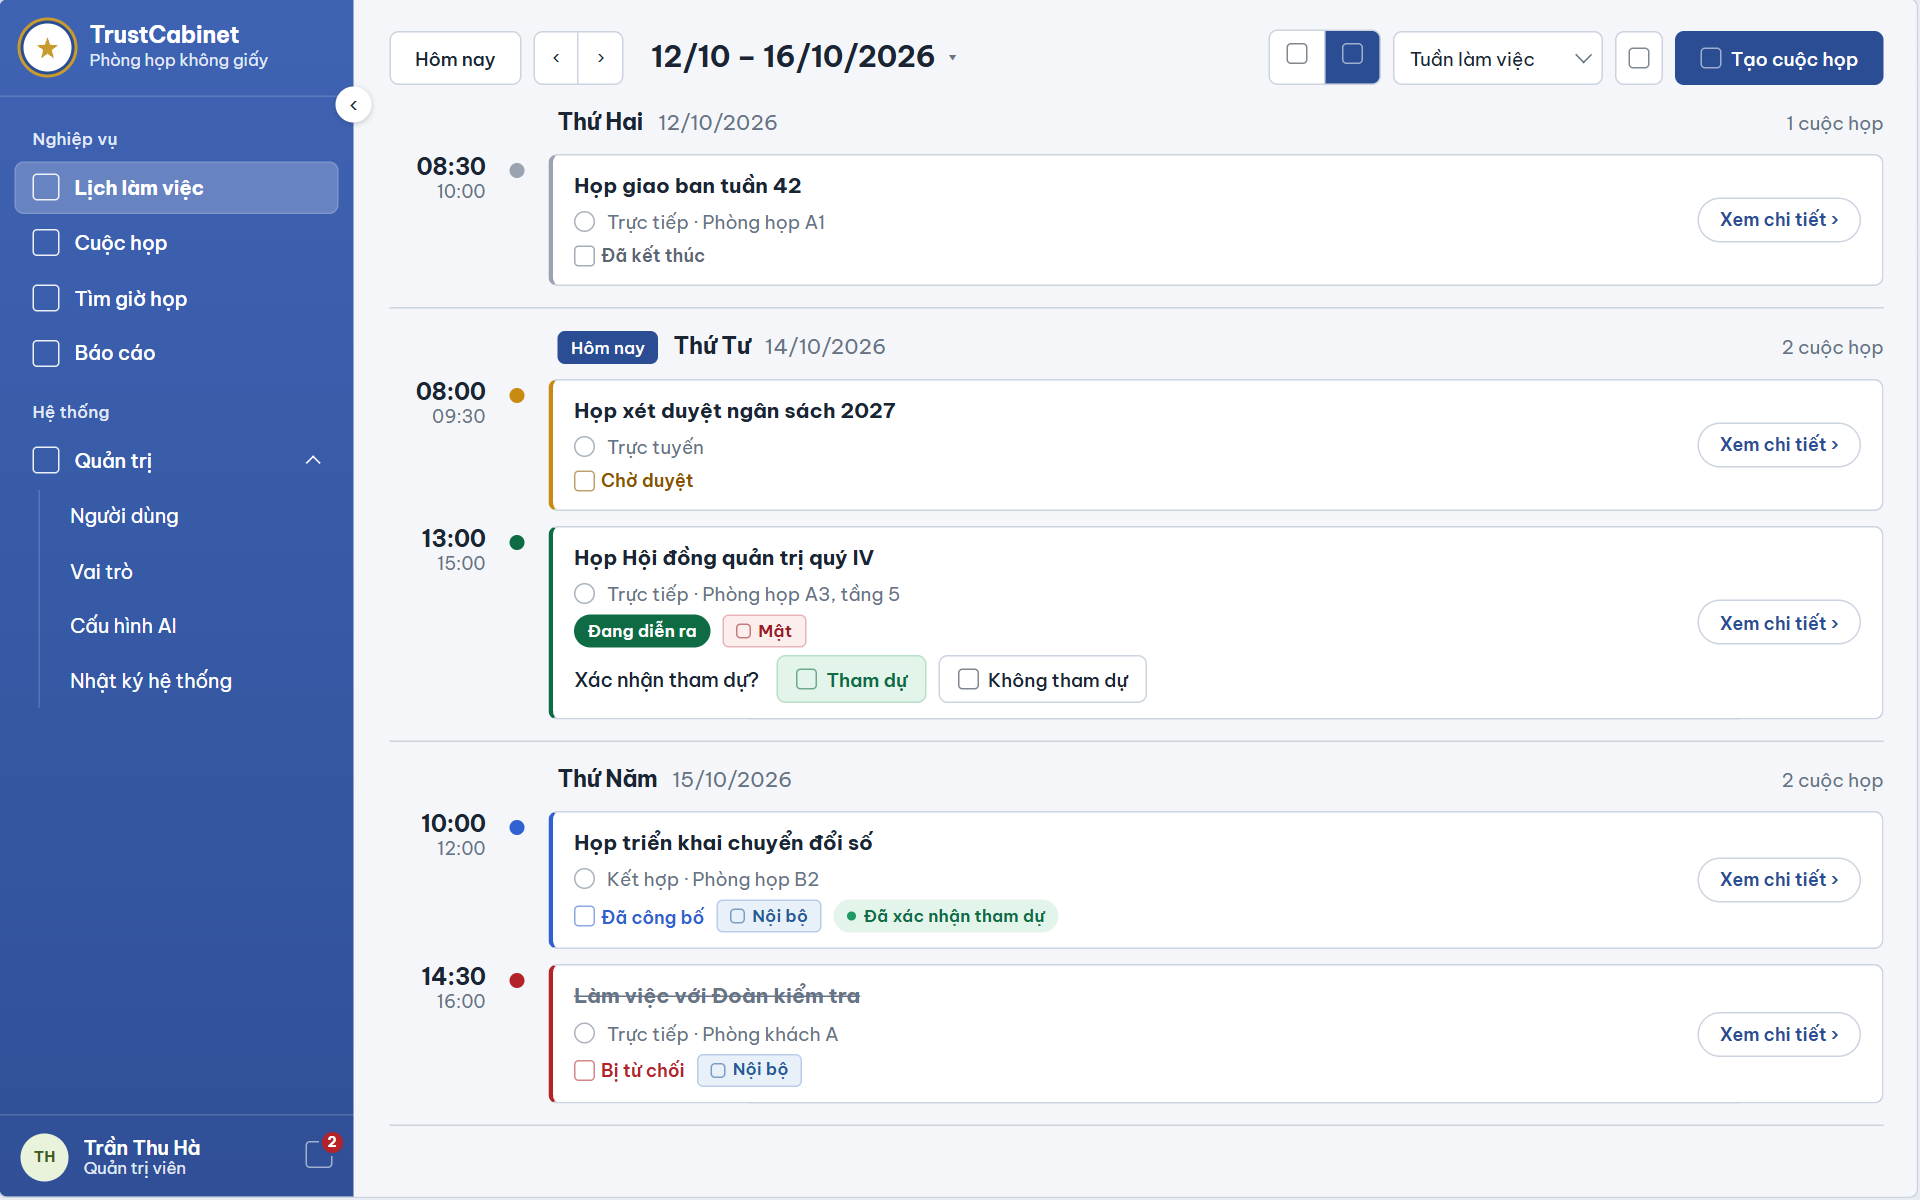 TrustCabinet
Phòng họp không giấy
Nghiệp vụ
Lịch làm việc
Cuộc họp
Tìm giờ họp
Báo cáo
Hệ thống
Quản trị
Người dùng
Vai trò
Cấu hình AI
Nhật ký hệ thống
TH
Trần Thu Hà
Quản trị viên
2
Hôm nay
12/10 – 16/10/2026
Tuần làm việc
Tạo cuộc họp
Thứ Hai 12/10/2026
1 cuộc họp
08:30
10:00
Họp giao ban tuần 42
Trực tiếp · Phòng họp A1
Đã kết thúc
Xem chi tiết ›
Hôm nay Thứ Tư 14/10/2026
2 cuộc họp
08:00
09:30
Họp xét duyệt ngân sách 2027
Trực tuyến
Chờ duyệt
Xem chi tiết ›
13:00
15:00
Họp Hội đồng quản trị quý IV
Trực tiếp · Phòng họp A3, tầng 5
Đang diễn ra Mật
Xác nhận tham dự? Tham dự Không tham dự
Xem chi tiết ›
Thứ Năm 15/10/2026
2 cuộc họp
10:00
12:00
Họp triển khai chuyển đổi số
Kết hợp · Phòng họp B2
Đã công bố Nội bộ Đã xác nhận tham dự
Xem chi tiết ›
14:30
16:00
Làm việc với Đoàn kiểm tra
Trực tiếp · Phòng khách A
Bị từ chối Nội bộ
Xem chi tiết ›